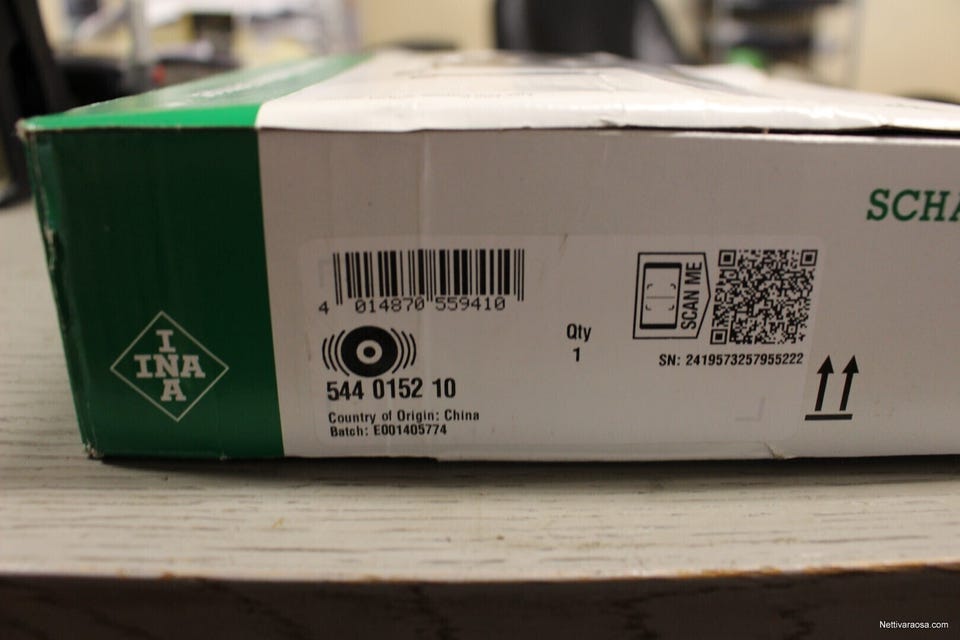 SCHA
4 014870 559410
SCAN ME
Qty
1
SN: 2419573257955222
I
INA
A
544 0152 10
Country of Origin: China
Batch: E001405774
Nettivaraosa.com